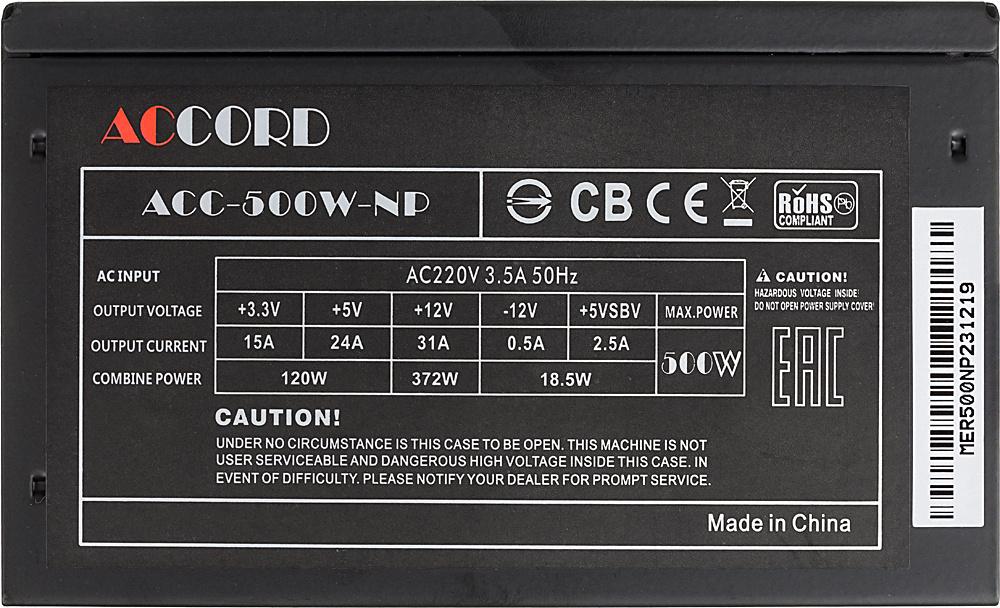 ACCORD
ACC-500W-NP
CB CE
RoHS Pb
COMPLIANT
AC INPUT AC220V 3.5A 50Hz
OUTPUT VOLTAGE +3.3V +5V +12V -12V +5VSBV MAX.POWER
OUTPUT CURRENT 15A 24A 31A 0.5A 2.5A 500W
COMBINE POWER 120W 372W 18.5W
CAUTION!
HAZARDOUS VOLTAGE INSIDE!
DO NOT OPEN POWER SUPPLY COVER!
EAC
CAUTION!
UNDER NO CIRCUMSTANCE IS THIS CASE TO BE OPEN. THIS MACHINE IS NOT
USER SERVICEABLE AND DANGEROUS HIGH VOLTAGE INSIDE THIS CASE. IN
EVENT OF DIFFICULTY. PLEASE NOTIFY YOUR DEALER FOR PROMPT SERVICE.
Made in China
MER500NP231219